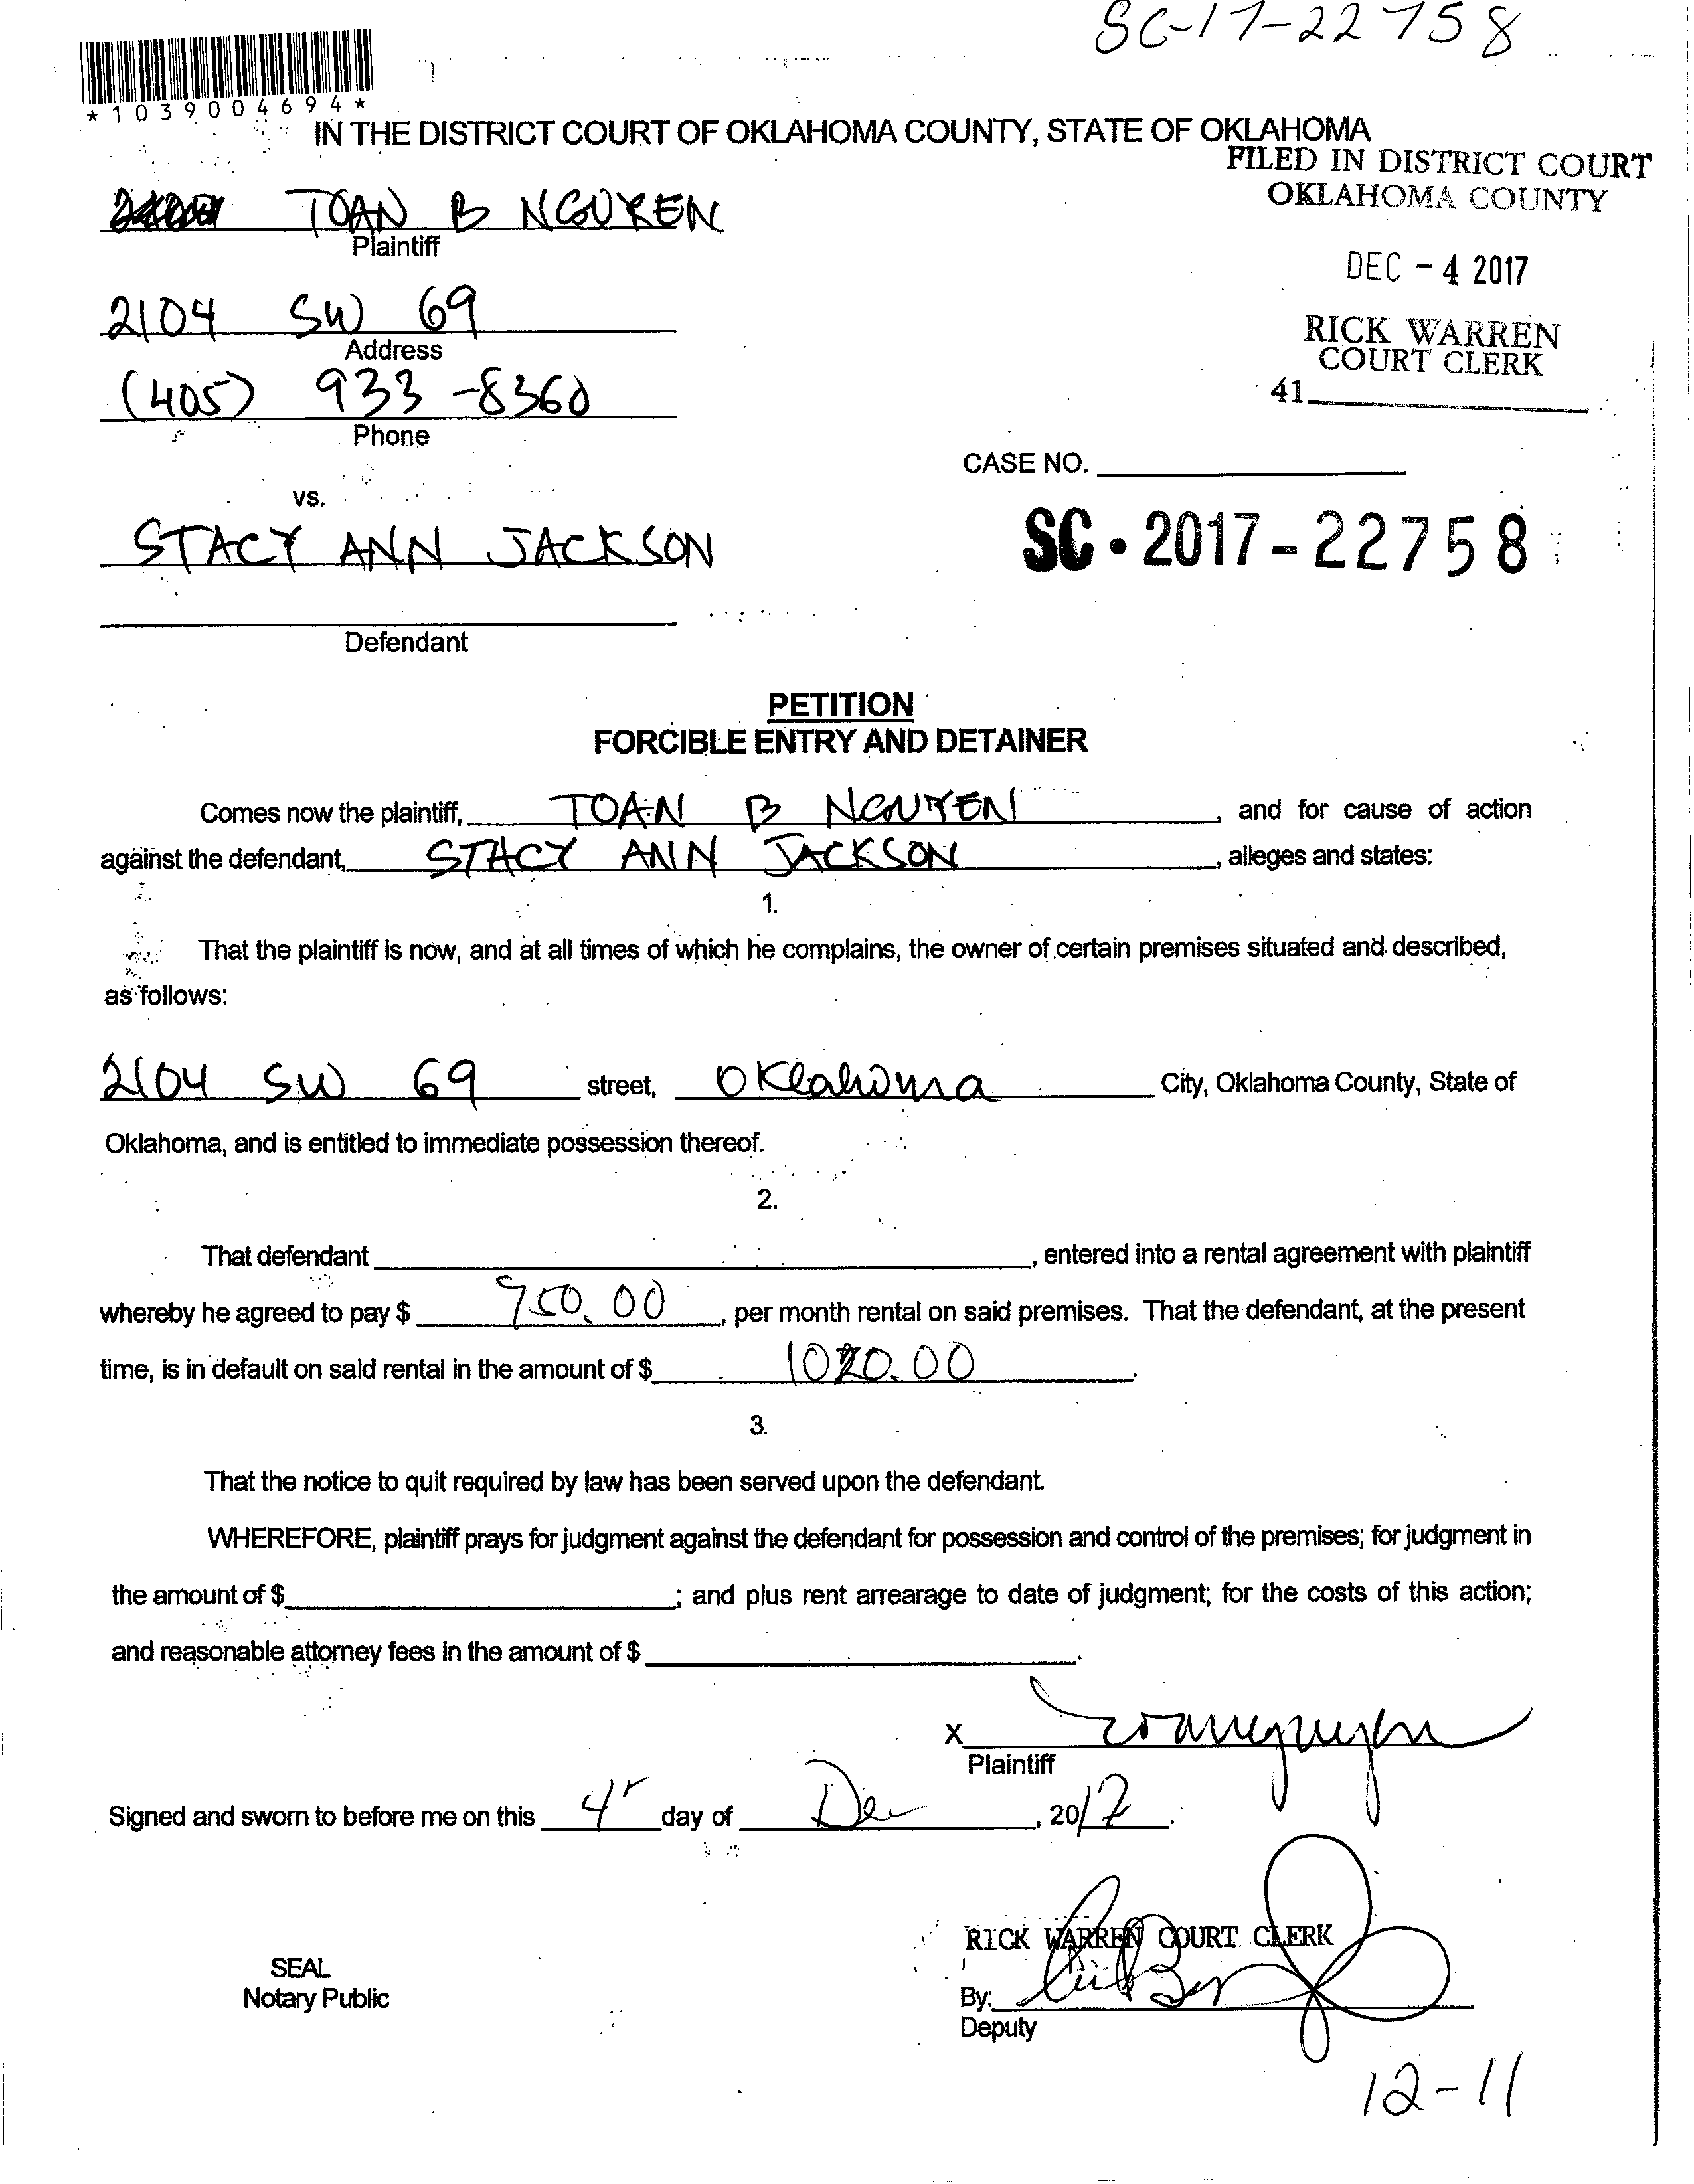 SC-17-22758
*1039004694*
IN THE DISTRICT COURT OF OKLAHOMA COUNTY, STATE OF OKLAHOMA
FILED IN DISTRICT COURT
OKLAHOMA COUNTY
TOAN B NGUYEN
Plaintiff
DEC - 4 2017
2104 SW 69
Address
RICK WARREN
COURT CLERK
(405) 933-8360
41
Phone
CASE NO.
vs.
STACY ANN JACKSON
SC • 2017-22758
Defendant
PETITION
FORCIBLE ENTRY AND DETAINER
Comes now the plaintiff, TOAN B NGUYEN, and for cause of action
against the defendant, STACY ANN JACKSON, alleges and states:
1.
That the plaintiff is now, and at all times of which he complains, the owner of certain premises situated and described,
as follows:
2104 SW 69 street, Oklahoma City, Oklahoma County, State of
Oklahoma, and is entitled to immediate possession thereof.
2.
That defendant, entered into a rental agreement with plaintiff
whereby he agreed to pay $ 950.00, per month rental on said premises. That the defendant, at the present
time, is in default on said rental in the amount of $ 1020.00.
3.
That the notice to quit required by law has been served upon the defendant.
WHEREFORE, plaintiff prays for judgment against the defendant for possession and control of the premises; for judgment in
the amount of $; and plus rent arrearage to date of judgment; for the costs of this action;
and reasonable attorney fees in the amount of $.
X toannguyen
Plaintiff
Signed and sworn to before me on this 4 day of Dec, 2017.
RICK WARREN COURT CLERK
SEAL
Notary Public
By:
Deputy
12-11